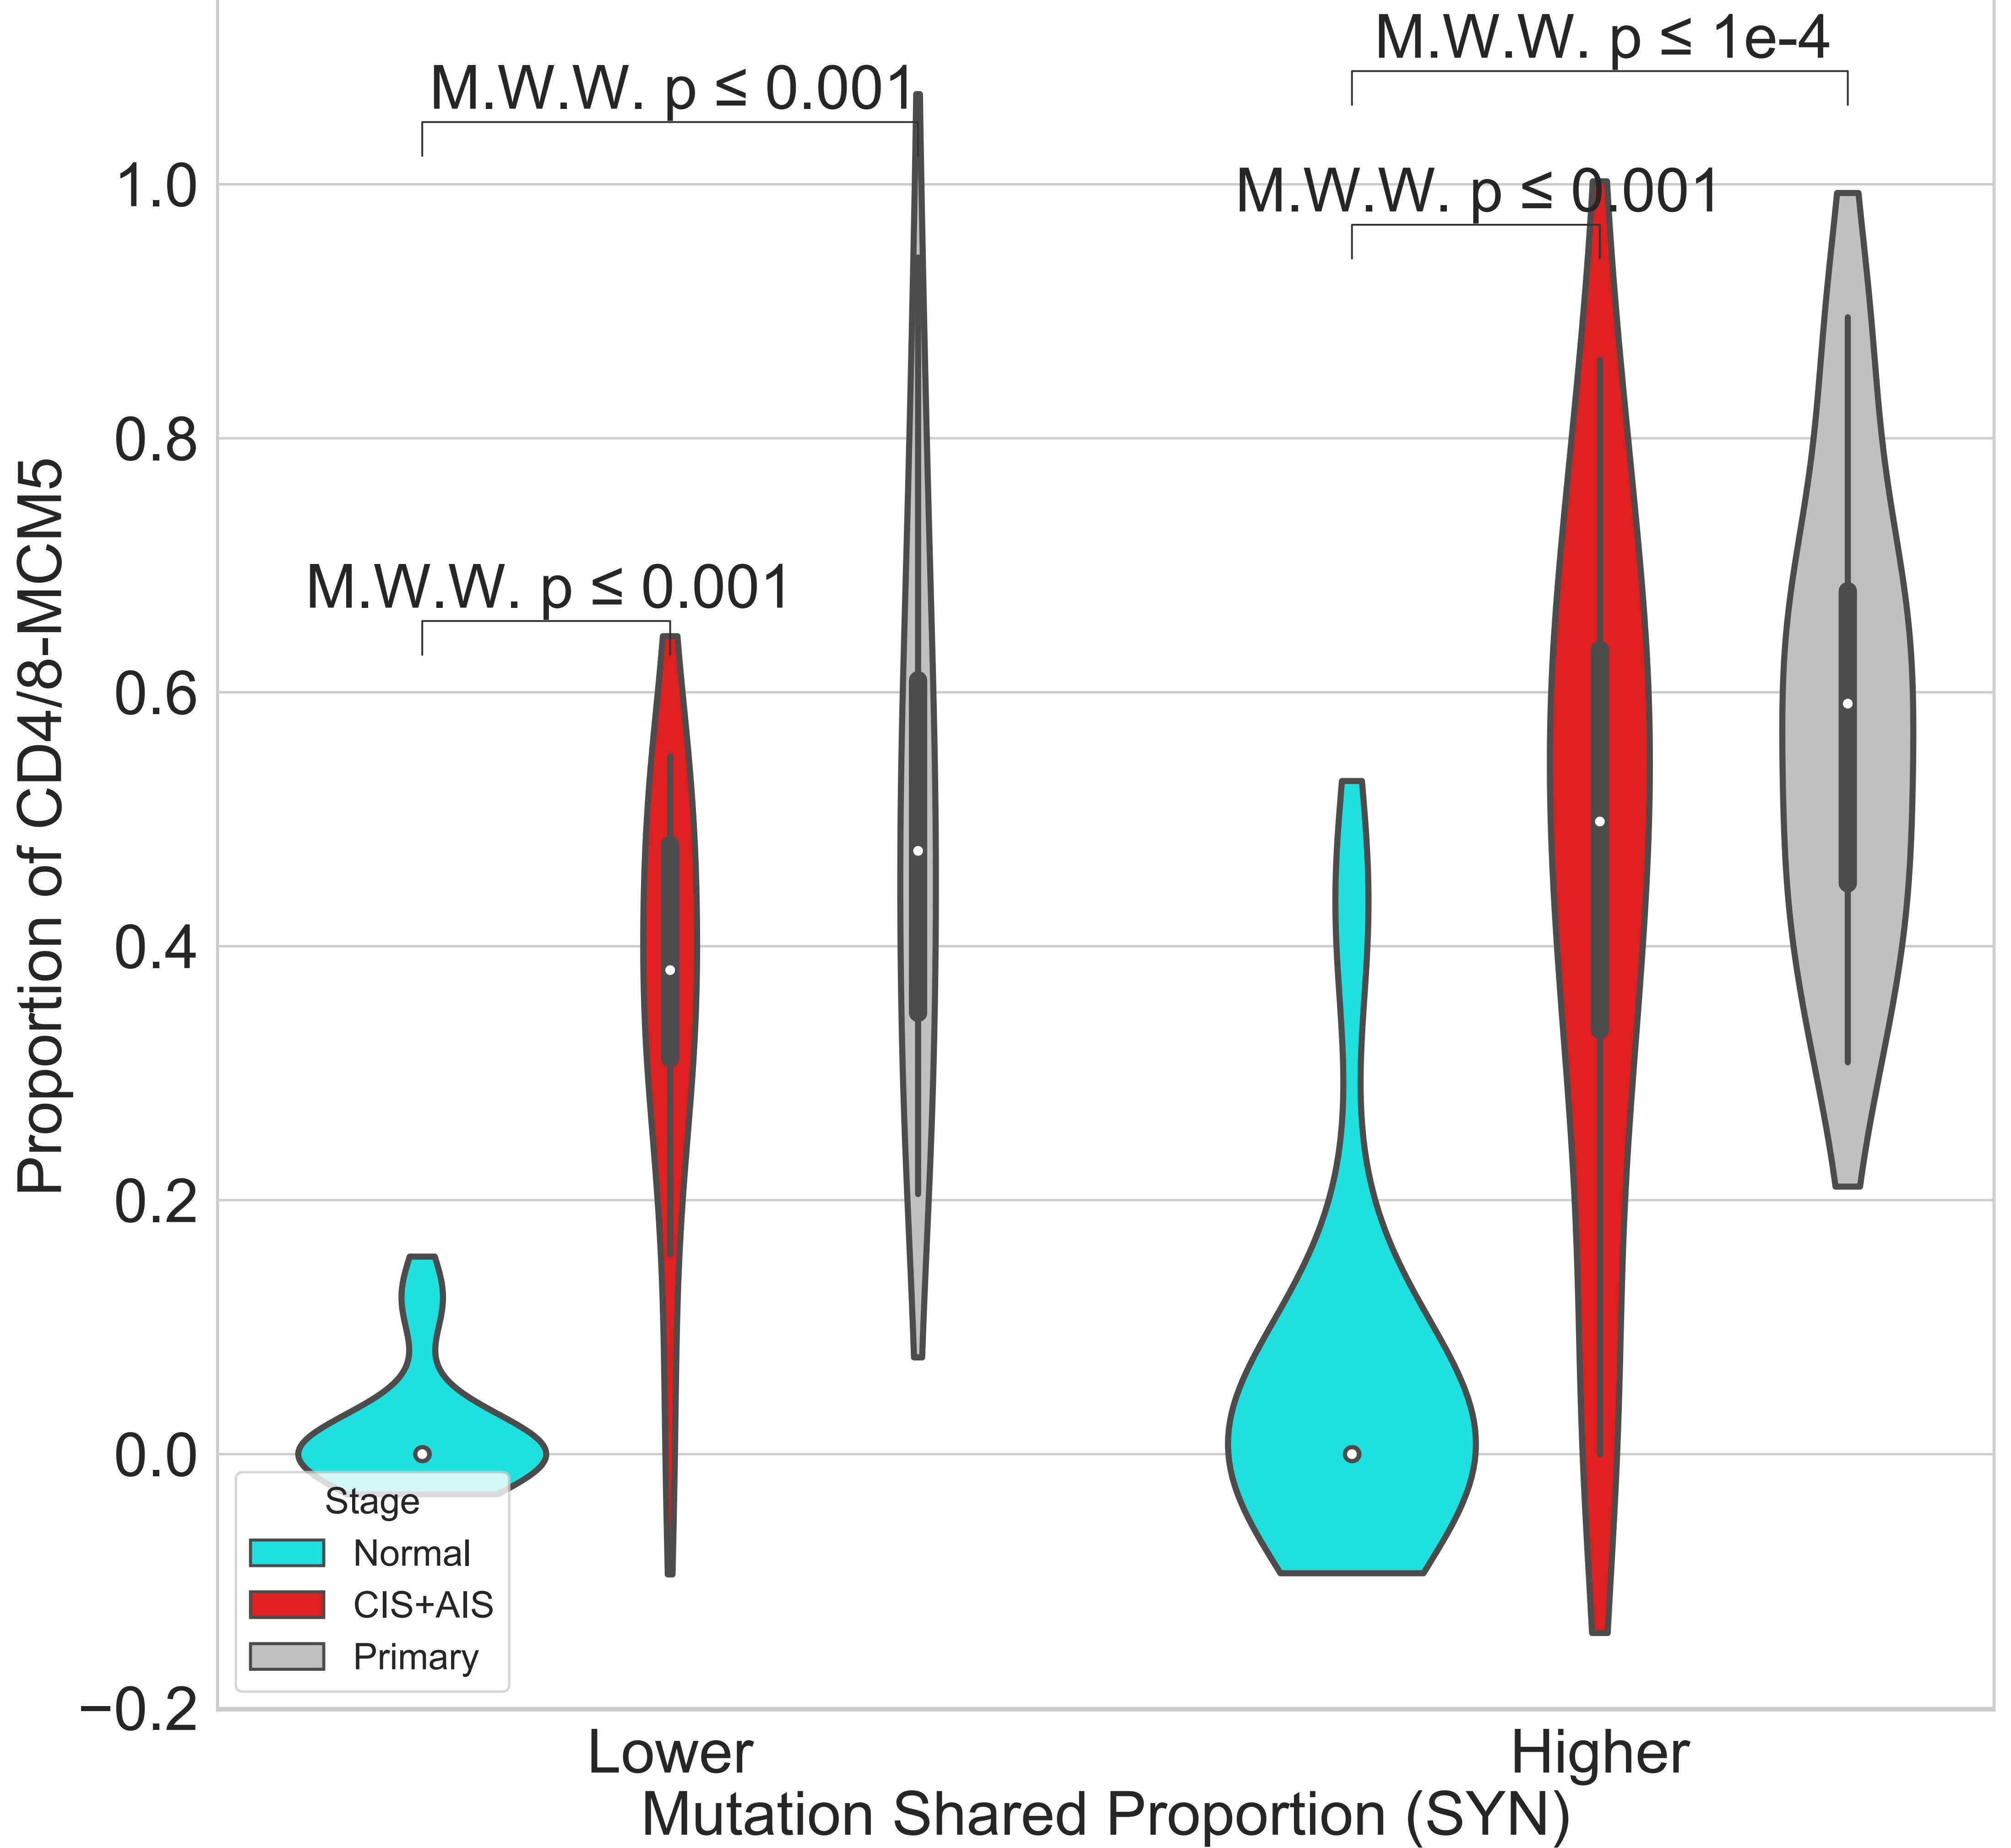 M.W.W. p ≤ 1e-4
M.W.W. p ≤ 0.001
M.W.W. p ≤ 0.001
M.W.W. p ≤ 0.001
1.0
0.8
0.6
0.4
0.2
0.0
−0.2
Proportion of CD4/8-MCM5
Stage
Normal
CIS+AIS
Primary
Lower
Higher
Mutation Shared Proportion (SYN)